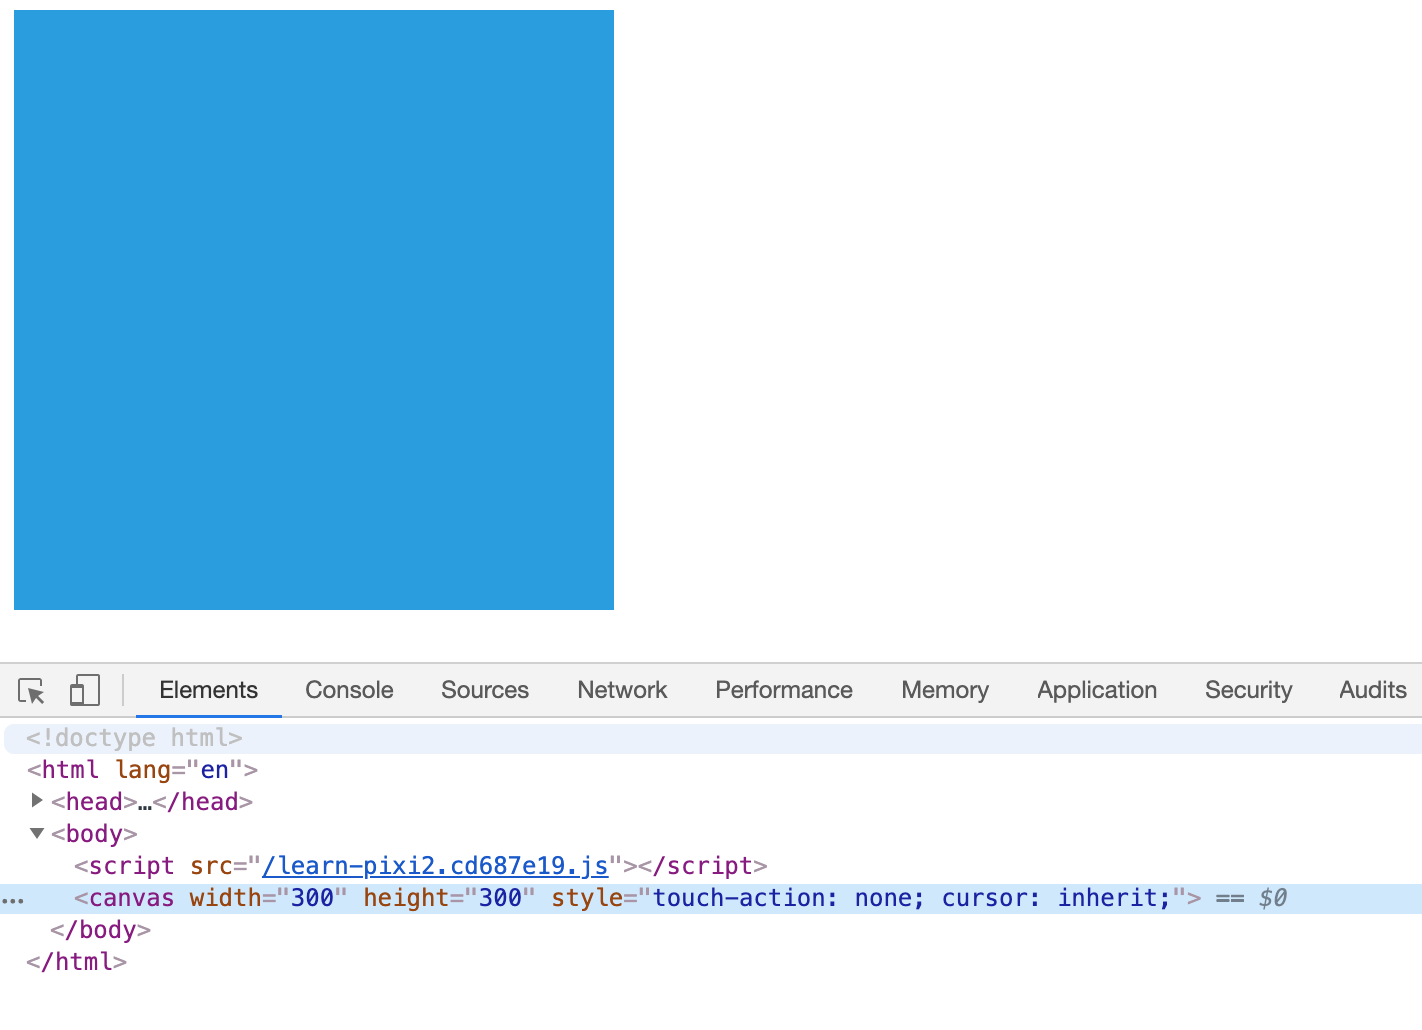 Elements Console Sources Network Performance Memory Application Security Audits
<!doctype html>
<html lang="en">
<head>…</head>
<body>
<script src="/learn-pixi2.cd687e19.js"></script>
… <canvas width="300" height="300" style="touch-action: none; cursor: inherit;"> == $0
</body>
</html>